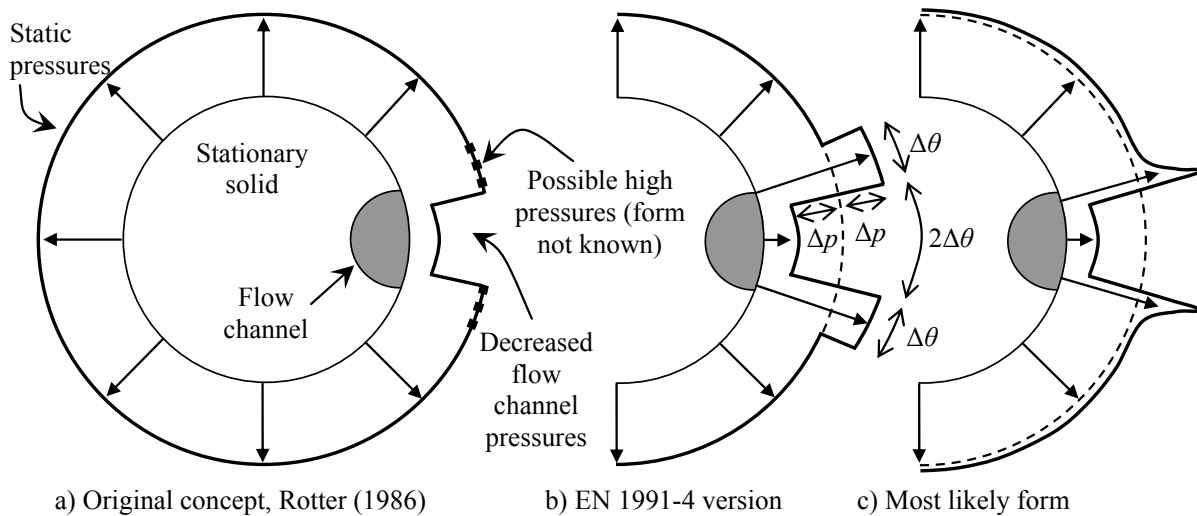 Static
pressures
Stationary
solid
Flow
channel
Possible high
pressures (form
not known)
Decreased
flow
channel
pressures
Δθ
Δp
Δp
2Δθ
Δθ
a) Original concept, Rotter (1986)
b) EN 1991-4 version
c) Most likely form